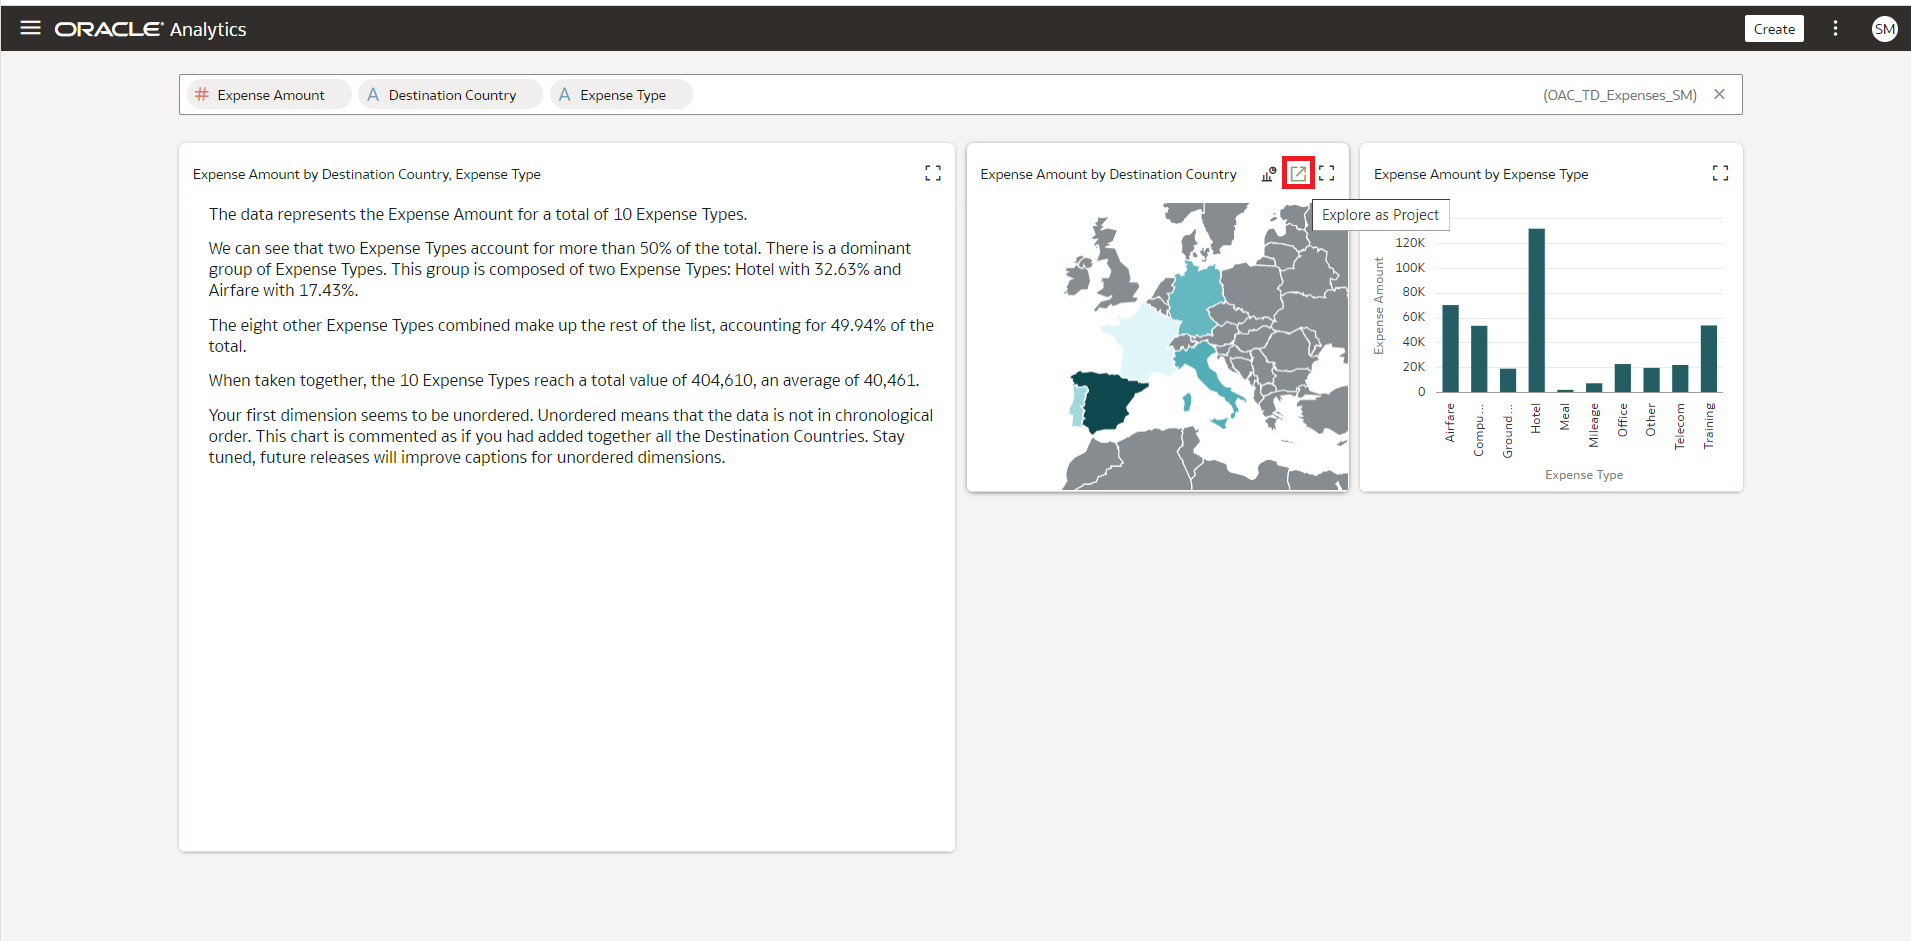 ORACLE Analytics
Create
SM
# Expense Amount
A Destination Country
A Expense Type
(OAC_TD_Expenses_SM)
Expense Amount by Destination Country, Expense Type
The data represents the Expense Amount for a total of 10 Expense Types.
We can see that two Expense Types account for more than 50% of the total. There is a dominant
group of Expense Types. This group is composed of two Expense Types: Hotel with 32.63% and
Airfare with 17.43%.
The eight other Expense Types combined make up the rest of the list, accounting for 49.94% of the
total.
When taken together, the 10 Expense Types reach a total value of 404,610, an average of 40,461.
Your first dimension seems to be unordered. Unordered means that the data is not in chronological
order. This chart is commented as if you had added together all the Destination Countries. Stay
tuned, future releases will improve captions for unordered dimensions.
Expense Amount by Destination Country
Explore as Project
Expense Amount by Expense Type
Expense Amount
120K
100K
80K
60K
40K
20K
0
Airfare
Compu...
Ground...
Hotel
Meal
Mileage
Office
Other
Telecom
Training
Expense Type